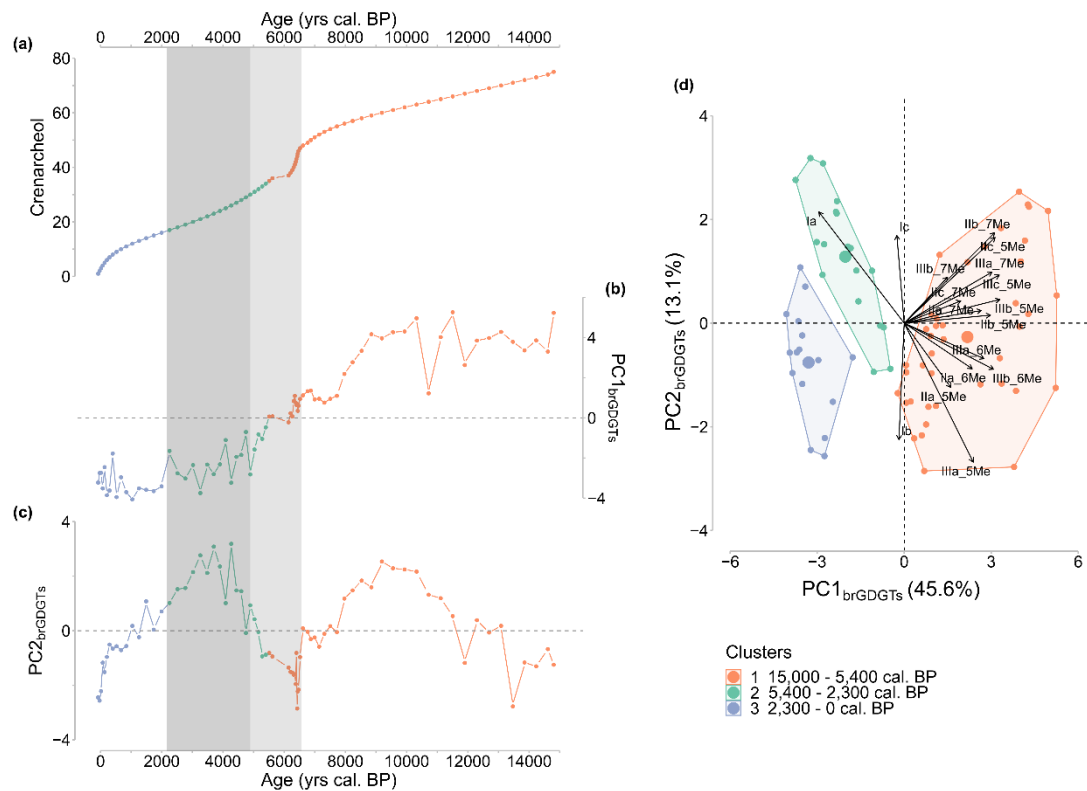 Age (yrs cal. BP)
0 2000 4000 6000 8000 10000 12000 14000
(a)
80
60
40
20
0
Crenarcheol
(b)
4
0
−4
PC1brGDGTs
(c)
4
0
−4
PC2brGDGTs
0 2000 4000 6000 8000 10000 12000 14000
Age (yrs cal. BP)
(d)
4
2
0
−2
−4
PC2brGDGTs (13.1%)
Ia
Ic
IIb_7Me
IIc_5Me
IIIa_7Me
IIIb_7Me
IIIc_5Me
IIc_7Me
IIa_7Me
IIIb_5Me
IIb_5Me
IIIa_6Me
IIa_6Me
IIIb_6Me
IIa_5Me
Ib
IIIa_5Me
−6 −3 0 3 6
PC1brGDGTs (45.6%)
Clusters
1 15,000 - 5,400 cal. BP
2 5,400 - 2,300 cal. BP
3 2,300 - 0 cal. BP